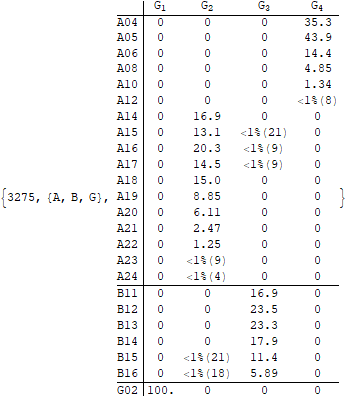 G₁ G₂ G₃ G₄
A04 0 0 0 35.3
A05 0 0 0 43.9
A06 0 0 0 14.4
A08 0 0 0 4.85
A10 0 0 0 1.34
A12 0 0 0 <1%(8)
A14 0 16.9 0 0
A15 0 13.1 <1%(21) 0
A16 0 20.3 <1%(9) 0
A17 0 14.5 <1%(9) 0
A18 0 15.0 0 0
{3275, {A, B, G}, A19 0 8.85 0 0 }
A20 0 6.11 0 0
A21 0 2.47 0 0
A22 0 1.25 0 0
A23 0 <1%(9) 0 0
A24 0 <1%(4) 0 0
B11 0 0 16.9 0
B12 0 0 23.5 0
B13 0 0 23.3 0
B14 0 0 17.9 0
B15 0 <1%(21) 11.4 0
B16 0 <1%(18) 5.89 0
G02 100. 0 0 0